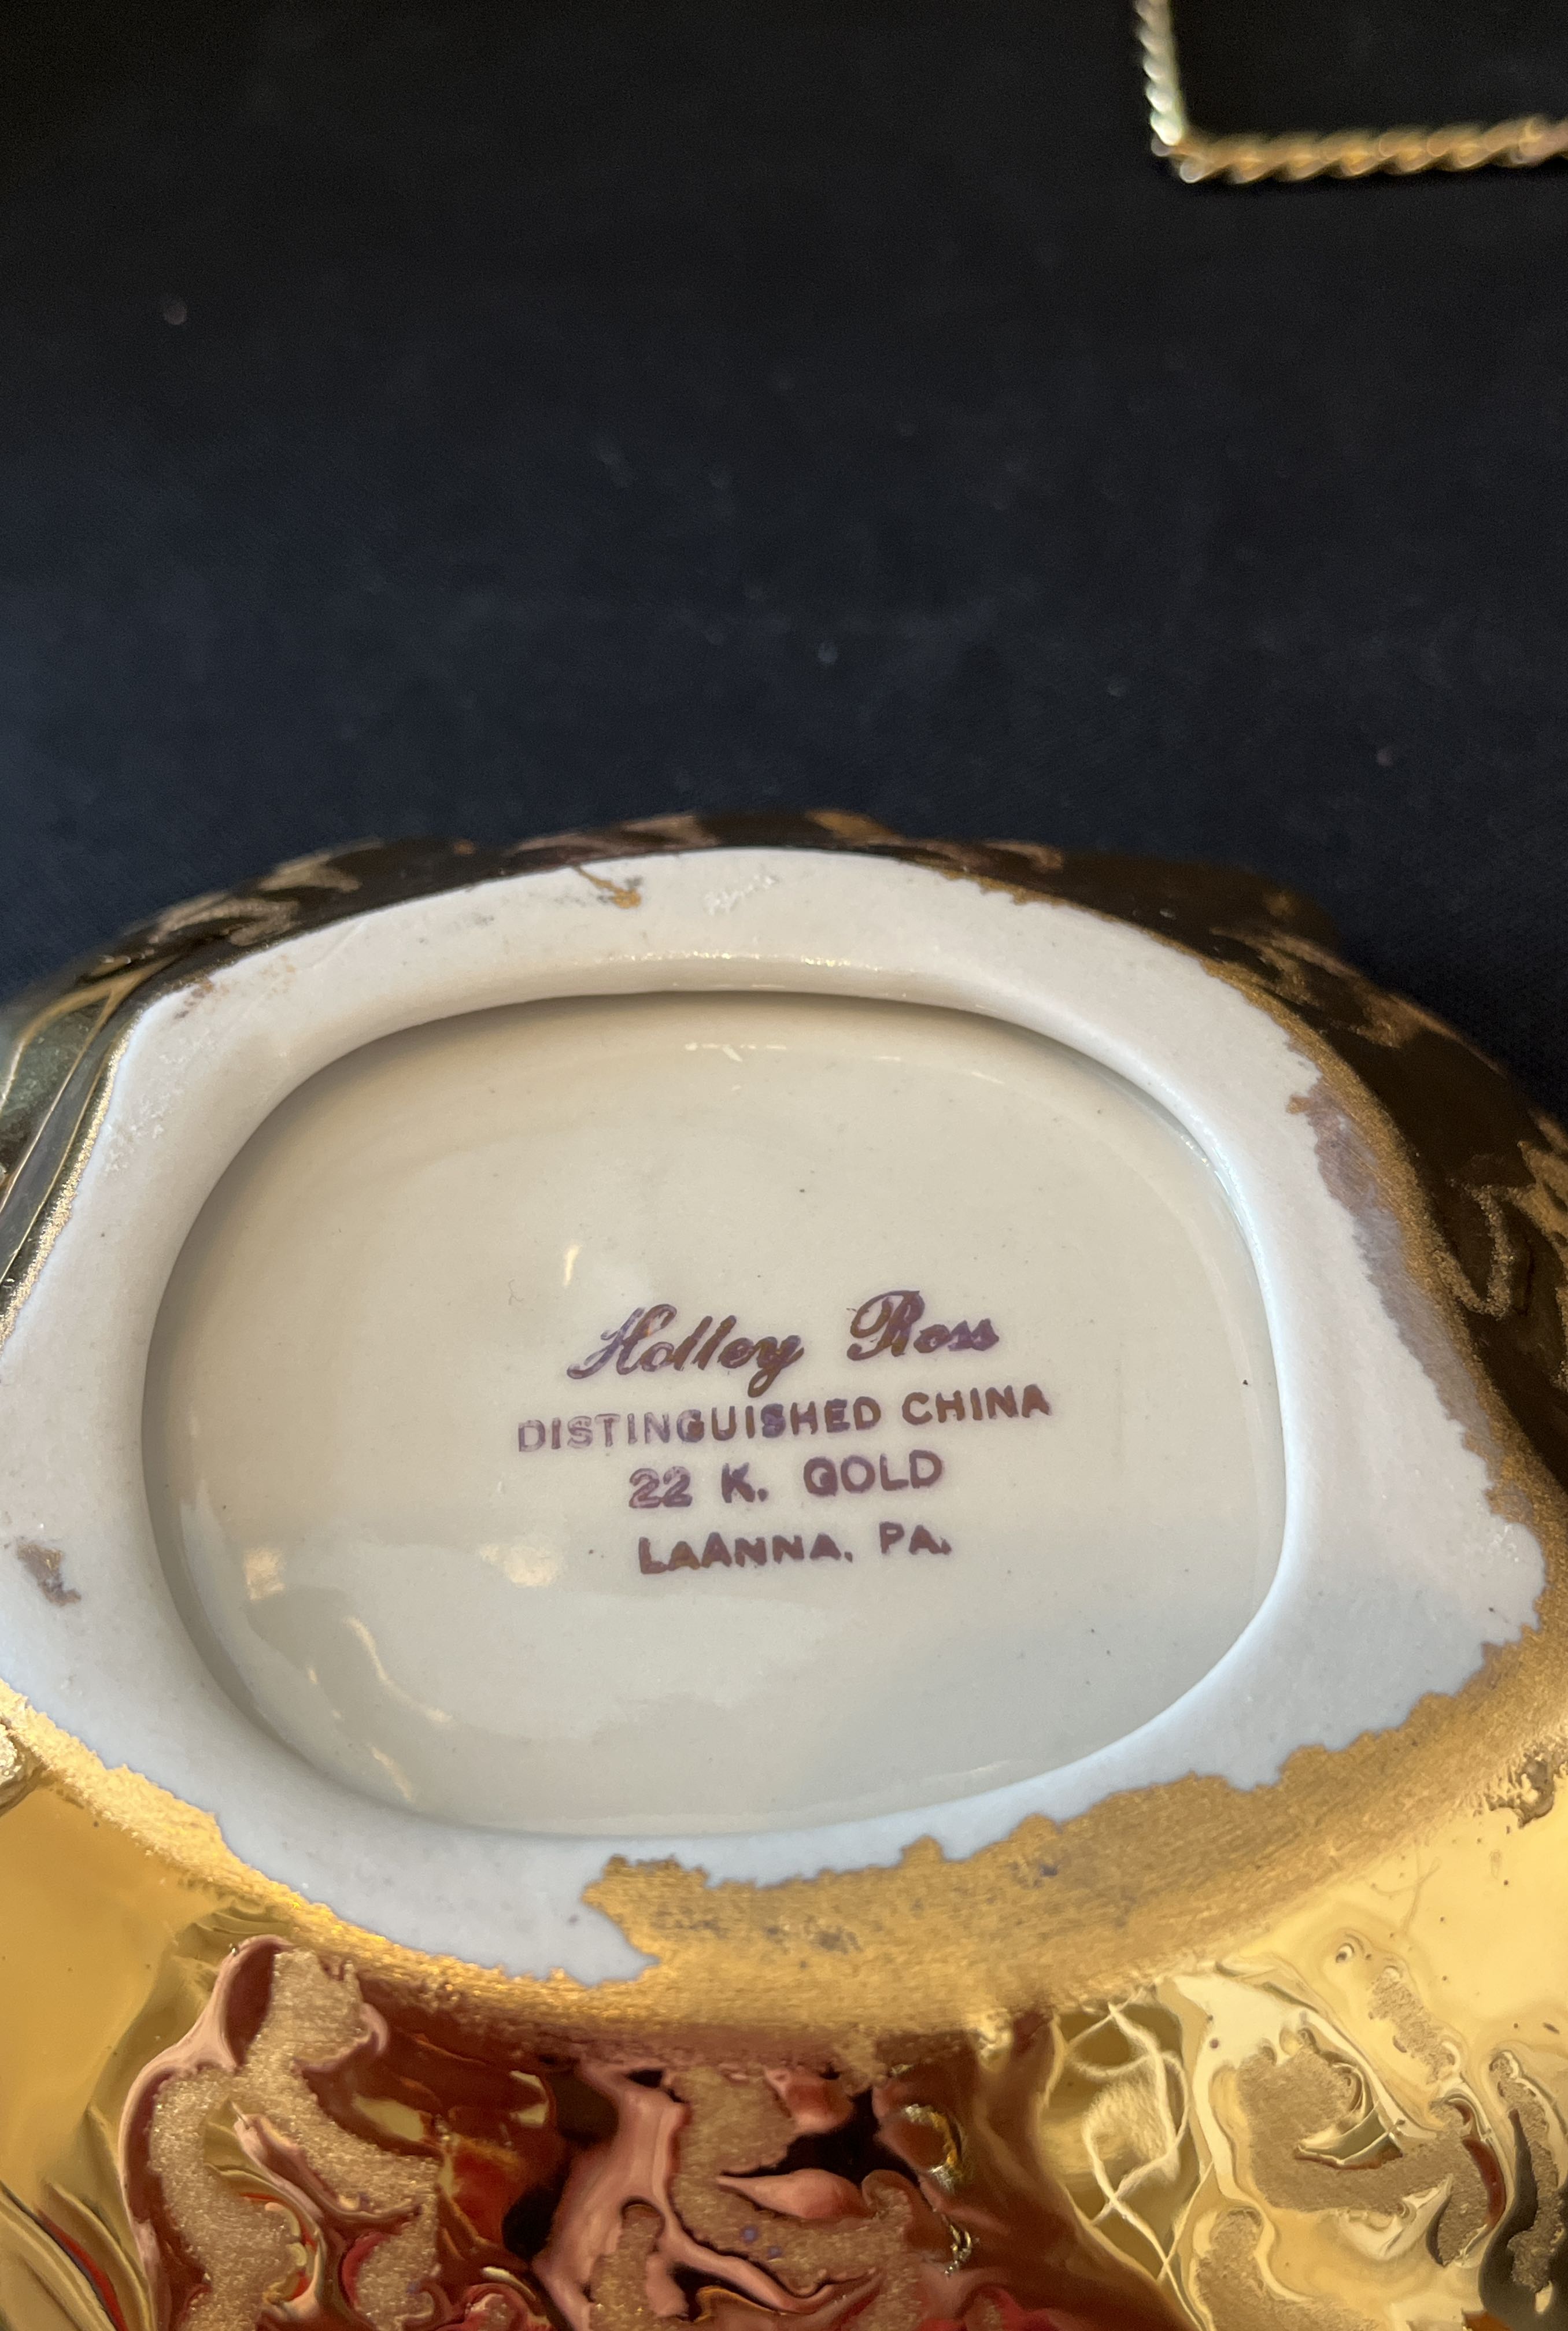 Holley Ross
DISTINGUISHED CHINA
22 K. GOLD
LAANNA, PA.